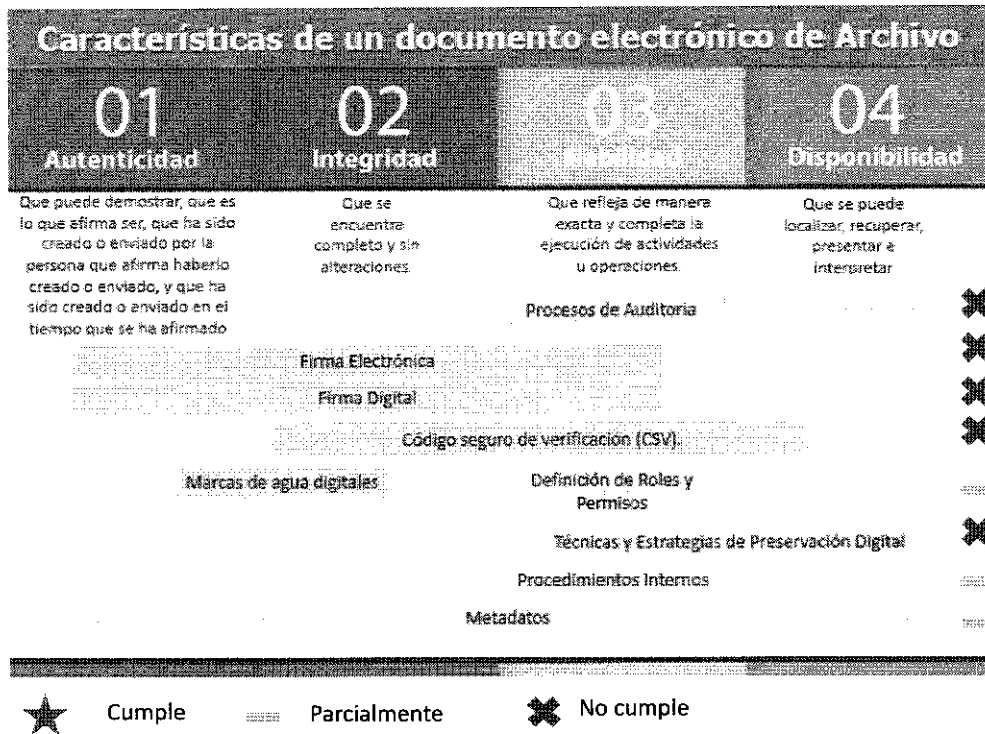 Características de un documento electrónico de Archivo
01
Autenticidad
02
Integridad
03
04
Disponibilidad
Que puede demostrar, que es
lo que afirma ser, que ha sido
creado o enviado por la
persona que afirma haberlo
creado o enviado, y que ha
sido creado o enviado en el
tiempo que se ha afirmado
Que se
encuentra
completo y sin
alteraciones.
Que refleja de manera
exacta y completa la
ejecución de actividades
u operaciones.
Que se puede
localizar, recuperar,
presentar e
interpretar
Procesos de Auditoria
Firma Electrónica
Firma Digital
Código seguro de verificación (CSV).
Marcas de agua digitales
Definición de Roles y
Permisos
Técnicas y Estrategias de Preservación Digital
Procedimientos Internos
Metadatos
Cumple
Parcialmente
No cumple